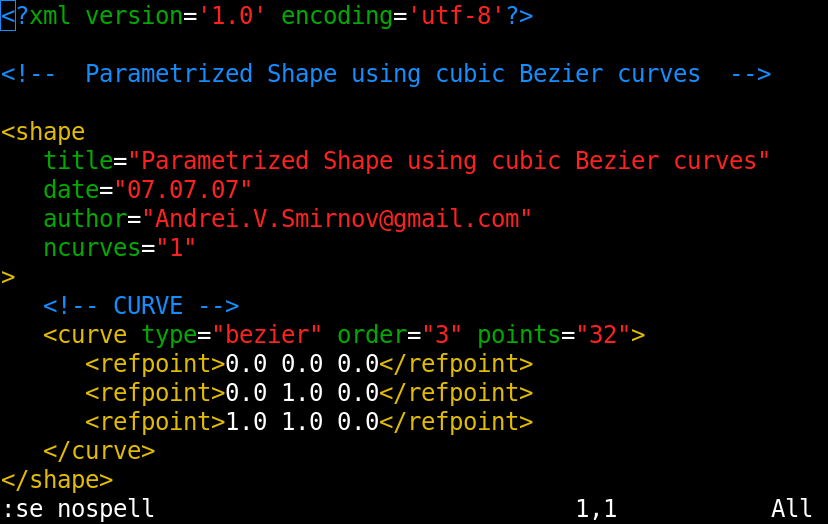 <?xml version='1.0' encoding='utf-8'?>
<!--  Parametrized Shape using cubic Bezier curves  -->
<shape
   title="Parametrized Shape using cubic Bezier curves"
   date="07.07.07"
   author="Andrei.V.Smirnov@gmail.com"
   ncurves="1"
>
   <!-- CURVE -->
   <curve type="bezier" order="3" points="32">
      <refpoint>0.0 0.0 0.0</refpoint>
      <refpoint>0.0 1.0 0.0</refpoint>
      <refpoint>1.0 1.0 0.0</refpoint>
   </curve>
</shape>
:se nospell                              1,1           All